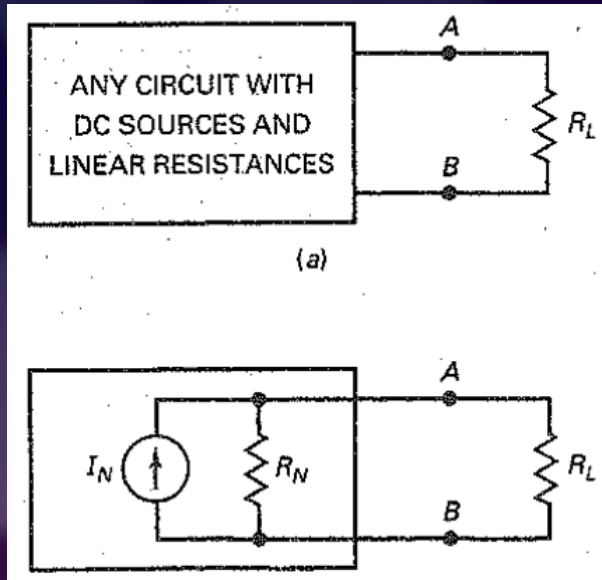 A
ANY CIRCUIT WITH
DC SOURCES AND
LINEAR RESISTANCES
R_L
B
(a)
A
I_N
R_N
R_L
B